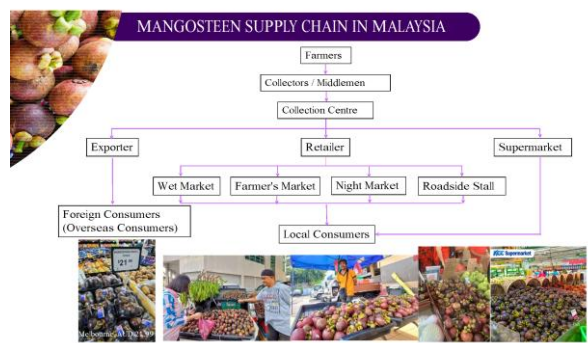 MANGOSTEEN SUPPLY CHAIN IN MALAYSIA
Farmers
Collectors / Middlemen
Collection Centre
Exporter
Retailer
Supermarket
Wet Market
Farmer's Market
Night Market
Roadside Stall
Foreign Consumers
(Overseas Consumers)
Local Consumers
Supermarket